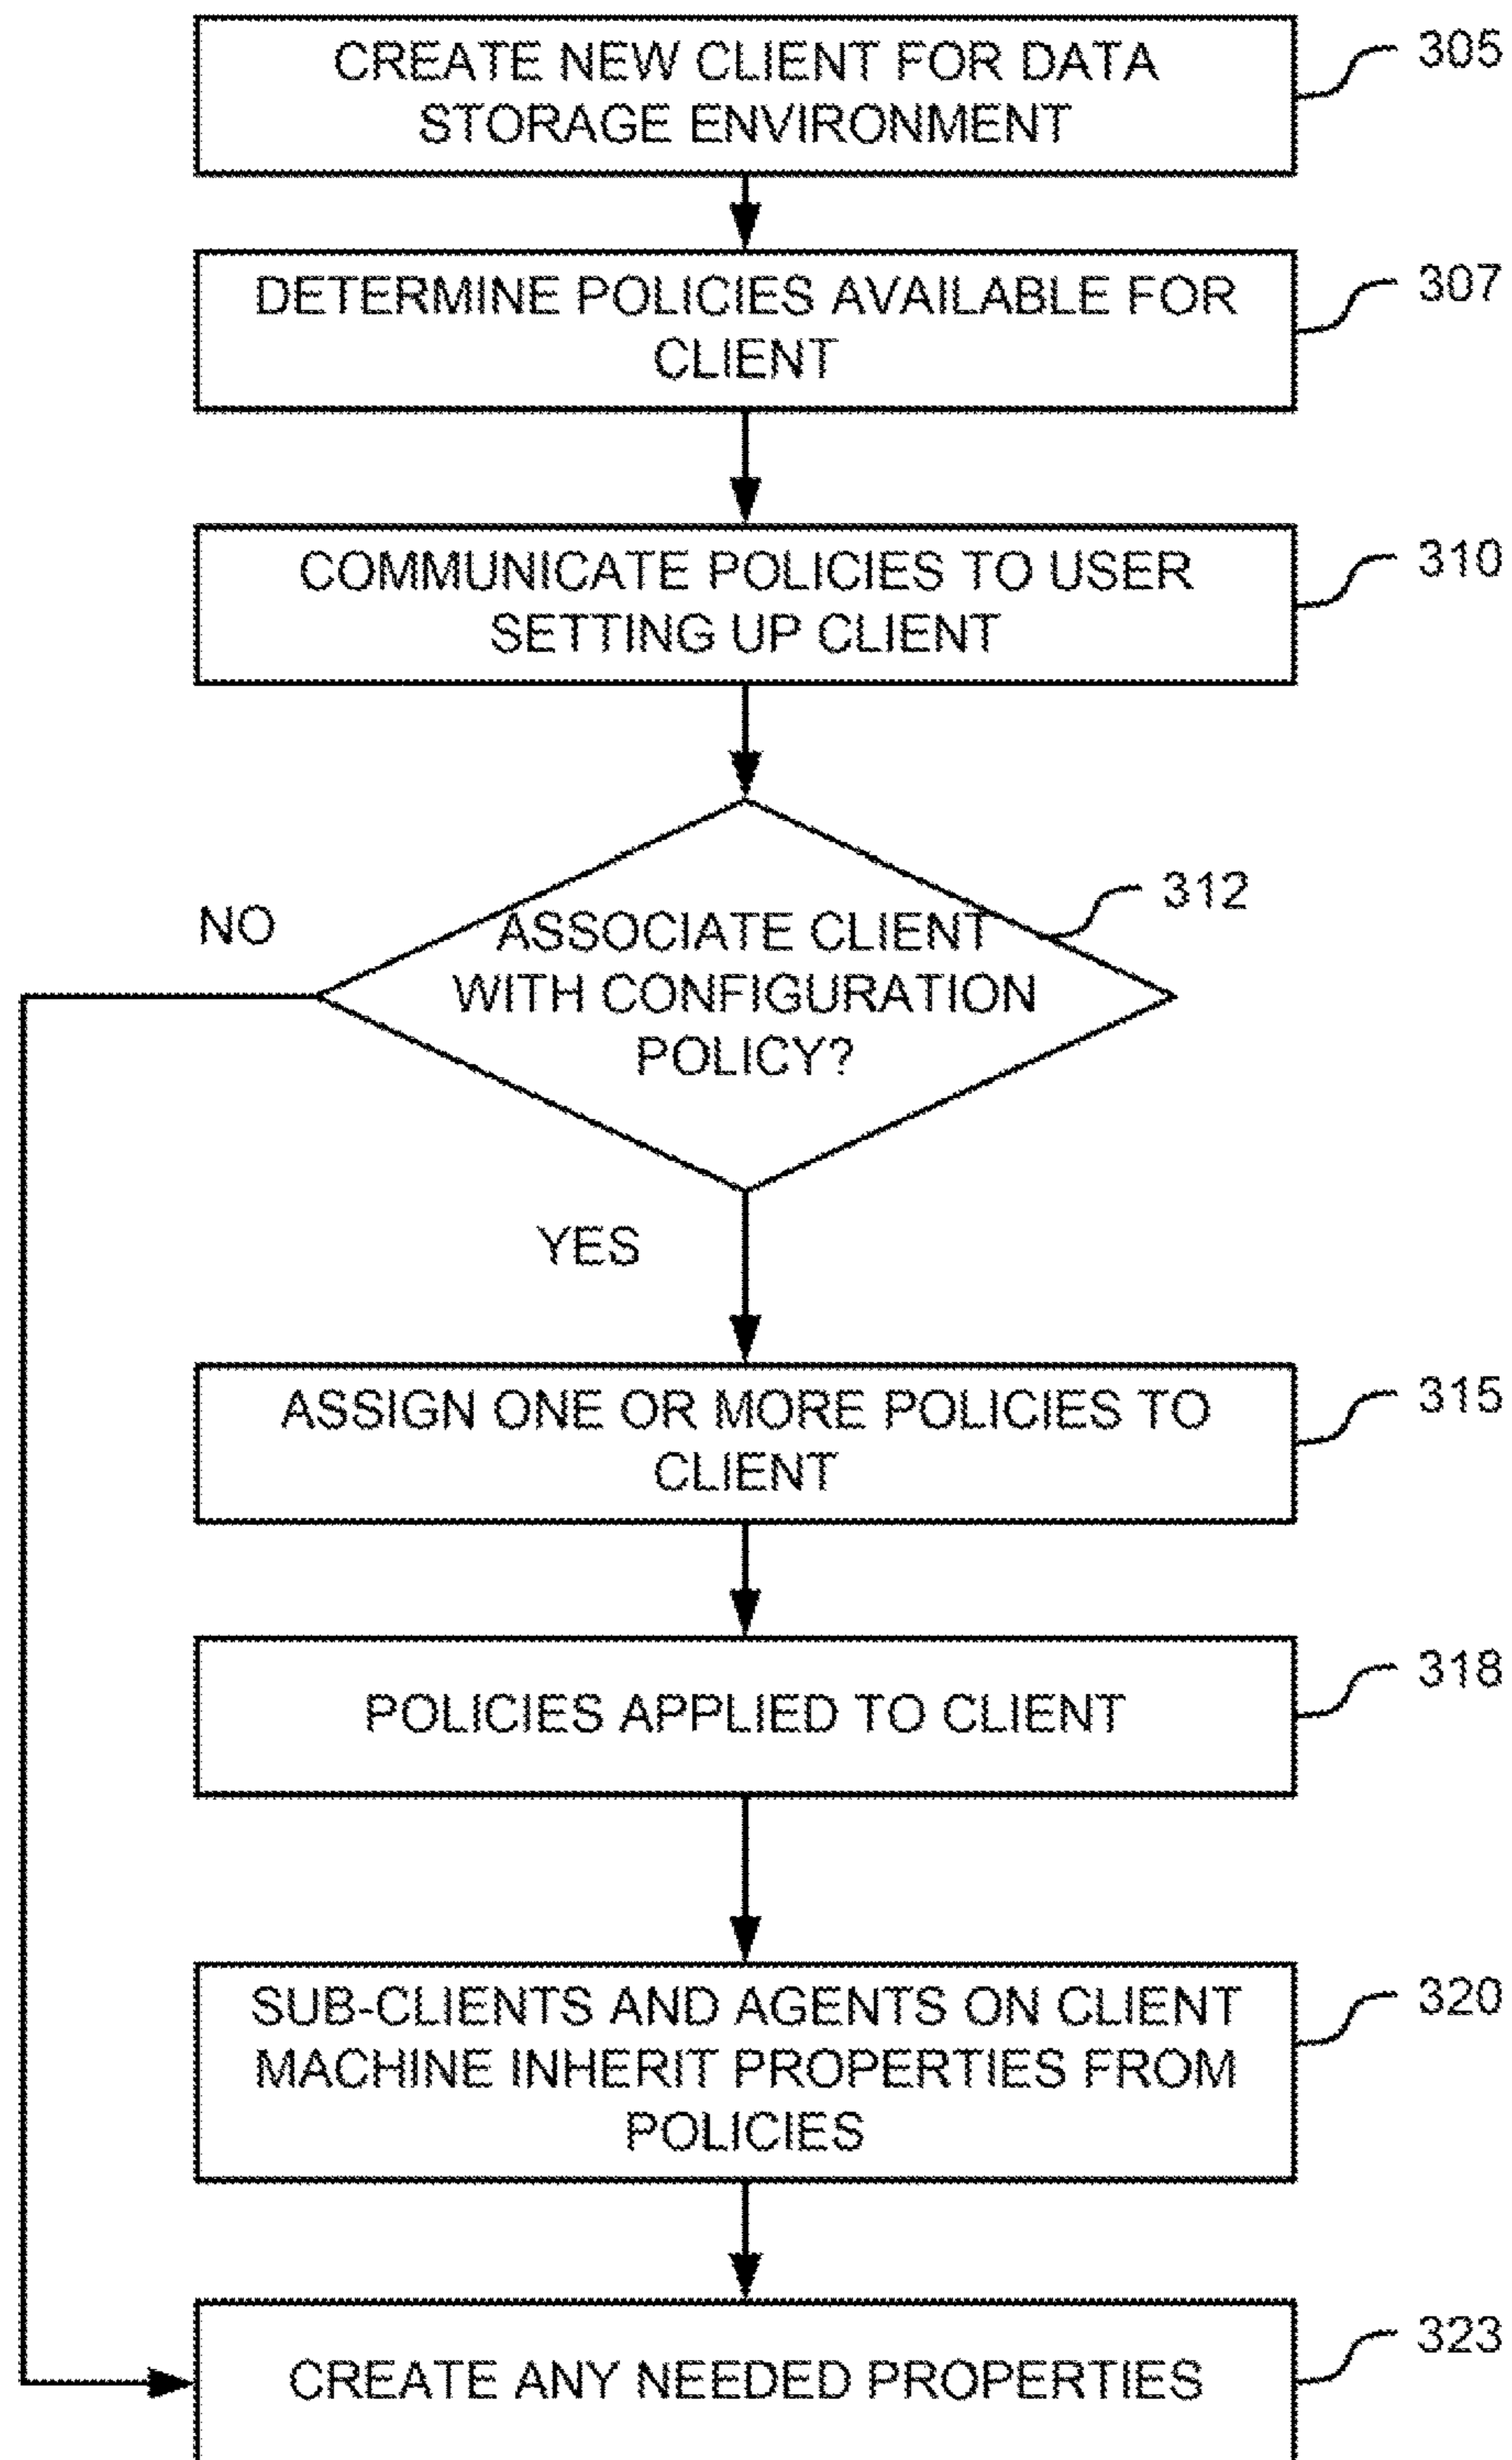 CREATE NEW CLIENT FOR DATA
STORAGE ENVIRONMENT
305
DETERMINE POLICIES AVAILABLE FOR
CLIENT
307
COMMUNICATE POLICIES TO USER
SETTING UP CLIENT
310
ASSOCIATE CLIENT
WITH CONFIGURATION
POLICY?
312
NO
YES
ASSIGN ONE OR MORE POLICIES TO
CLIENT
315
POLICIES APPLIED TO CLIENT
318
SUB-CLIENTS AND AGENTS ON CLIENT
MACHINE INHERIT PROPERTIES FROM
POLICIES
320
CREATE ANY NEEDED PROPERTIES
323